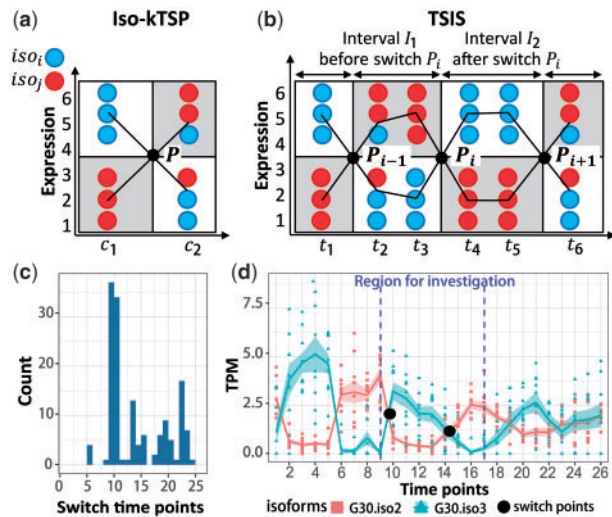 (a) Iso-kTSP
iso_i
iso_j
Expression
6
5
4
3
2
1
P
c_1 c_2
(b) TSIS
Interval I_1 before switch P_i
Interval I_2 after switch P_i
Expression
6
5
4
3
2
1
P_{i-1} P_i P_{i+1}
t_1 t_2 t_3 t_4 t_5 t_6
(c)
Count
30
20
10
0
0 5 10 15 20 25
Switch time points
(d)
Region for investigation
TPM
7.5
5.0
2.5
0.0
2 4 6 8 10 12 14 16 18 20 22 24 26
Time points
isoforms G30.iso2 G30.iso3 switch points